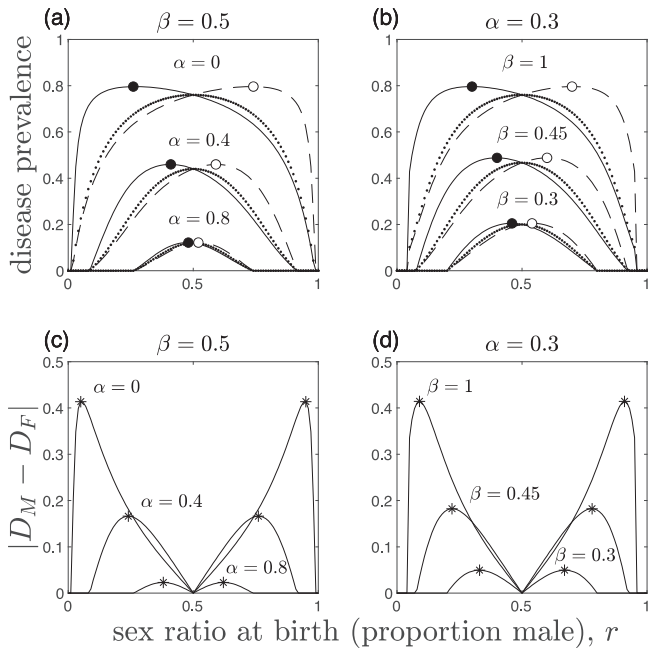 (a) β = 0.5
(b) α = 0.3
disease prevalence
1
0.8
0.6
0.4
0.2
0
0 0.5 1
α = 0
α = 0.4
α = 0.8
1
0.8
0.6
0.4
0.2
0
0 0.5 1
β = 1
β = 0.45
β = 0.3
(c) β = 0.5
(d) α = 0.3
|D_M − D_F|
0.5
0.4
0.3
0.2
0.1
0
0 0.5 1
α = 0
α = 0.4
α = 0.8
0.5
0.4
0.3
0.2
0.1
0
0 0.5 1
β = 1
β = 0.45
β = 0.3
sex ratio at birth (proportion male), r